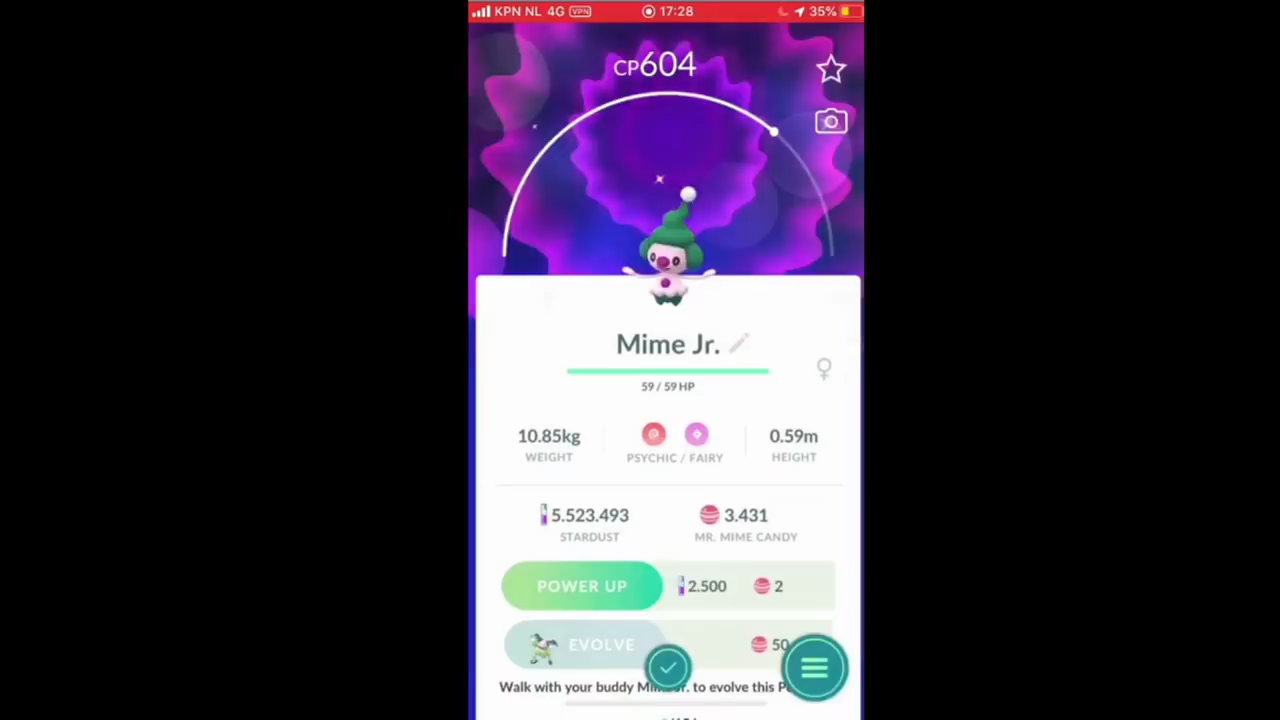 KPN NL 4G VPN 17:28 35%
CP604
Mime Jr.
59 / 59 HP
10.85kg 0.59m
WEIGHT PSYCHIC / FAIRY HEIGHT
5.523.493 3.431
STARDUST MR. MIME CANDY
POWER UP 2.500 2
EVOLVE 50
Walk with your buddy Mime Jr. to evolve this